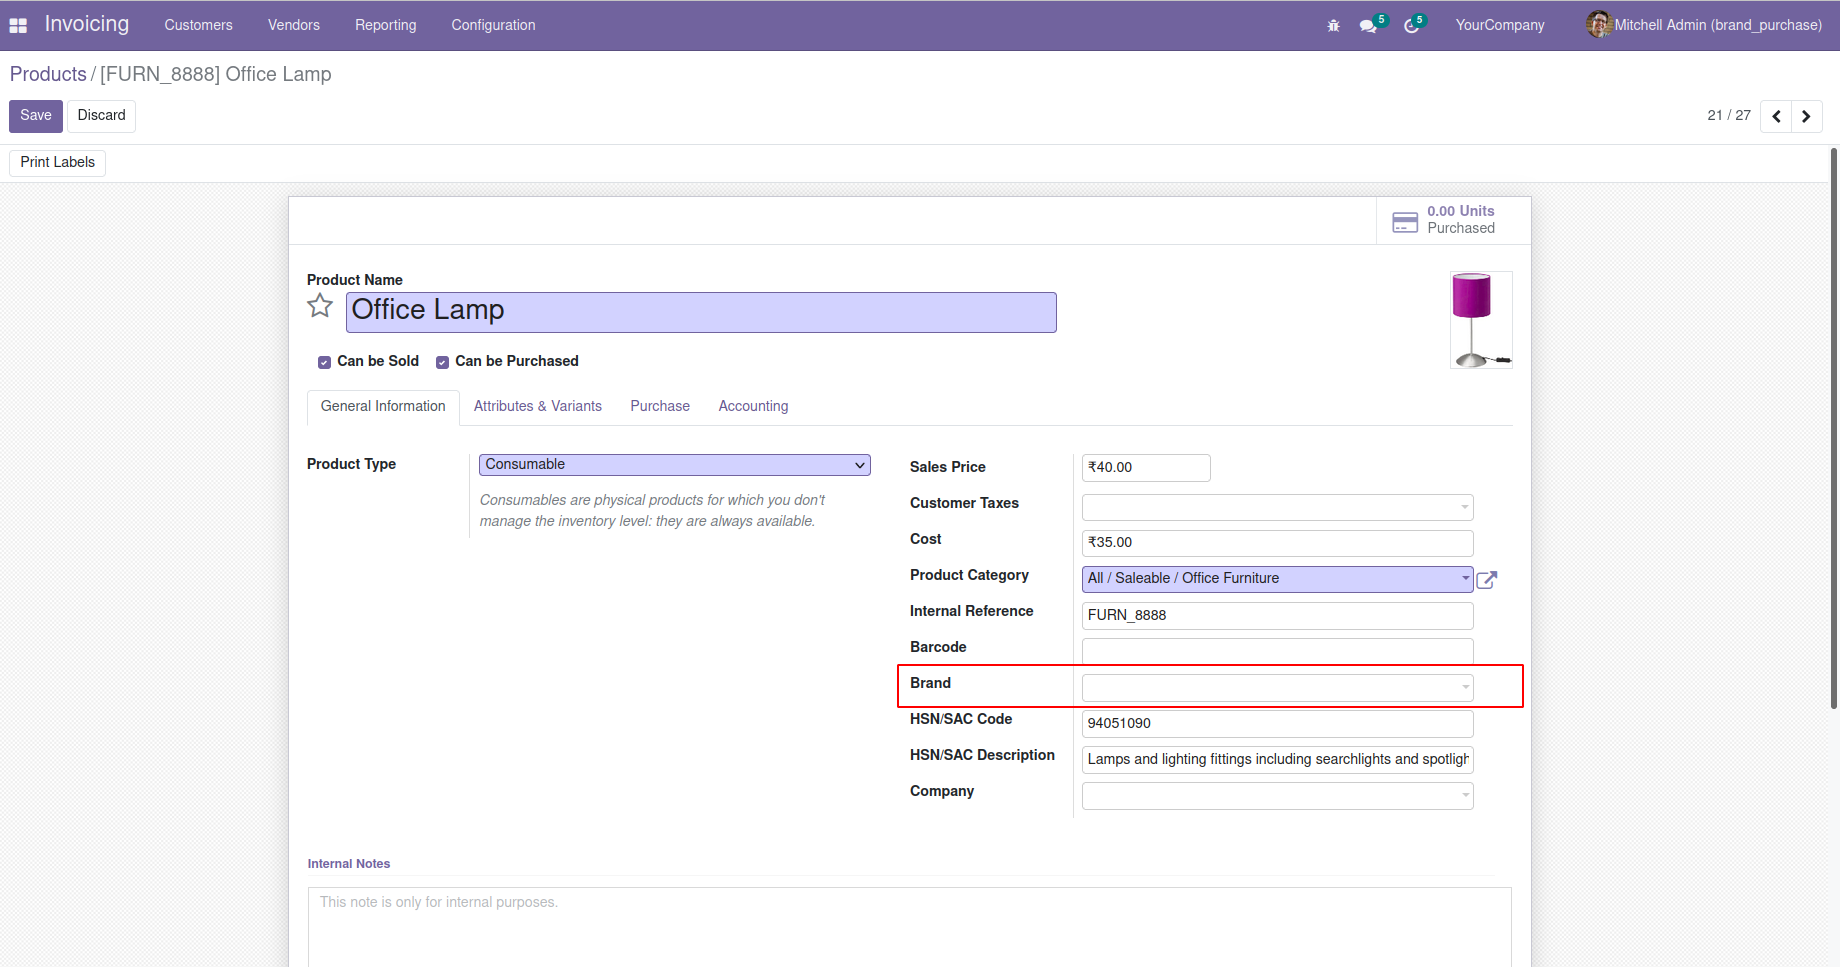 Invoicing Customers Vendors Reporting Configuration 5 5 YourCompany Mitchell Admin (brand_purchase)
Products / [FURN_8888] Office Lamp
Save Discard 21 / 27
Print Labels
0.00 Units
Purchased
Product Name
Office Lamp
Can be Sold Can be Purchased
General Information Attributes & Variants Purchase Accounting
Product Type Consumable
Consumables are physical products for which you don't
manage the inventory level: they are always available.
Sales Price ₹40.00
Customer Taxes
Cost ₹35.00
Product Category All / Saleable / Office Furniture
Internal Reference FURN_8888
Barcode
Brand
HSN/SAC Code 94051090
HSN/SAC Description Lamps and lighting fittings including searchlights and spotligh
Company
Internal Notes
This note is only for internal purposes.